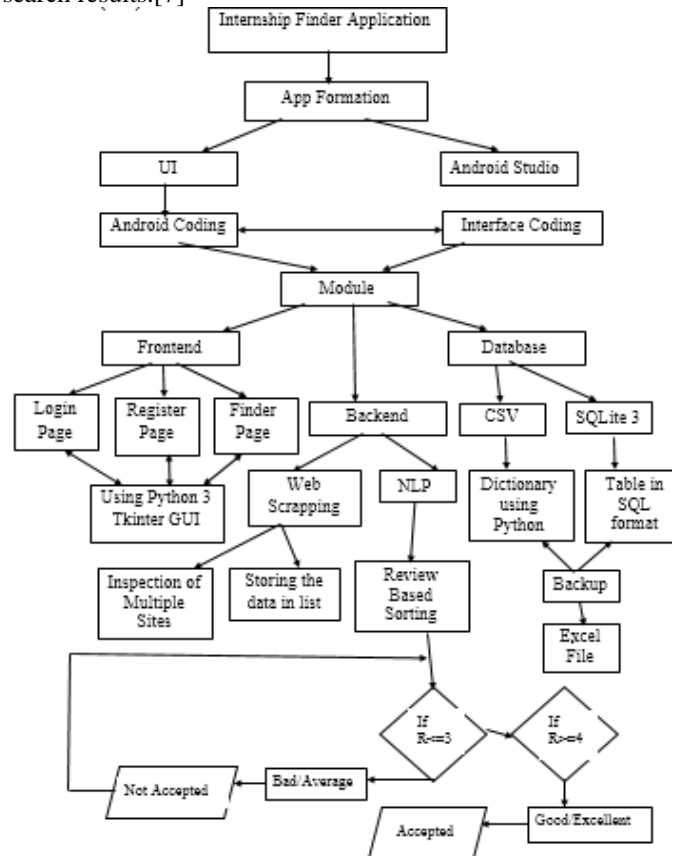 search results.[7]
Internship Finder Application
App Formation
UI
Android Studio
Android Coding
Interface Coding
Module
Frontend
Database
Login
Page
Register
Page
Finder
Page
Backend
CSV
SQLite 3
Using Python 3
Tkinter GUI
Web
Scrapping
NLP
Dictionary
using
Python
Table in
SQL
format
Inspection of
Multiple
Sites
Storing the
data in list
Review
Based
Sorting
Backup
Excel
File
If
R<=3
If
R>=4
Not Accepted
Bad/Average
Good/Excellent
Accepted